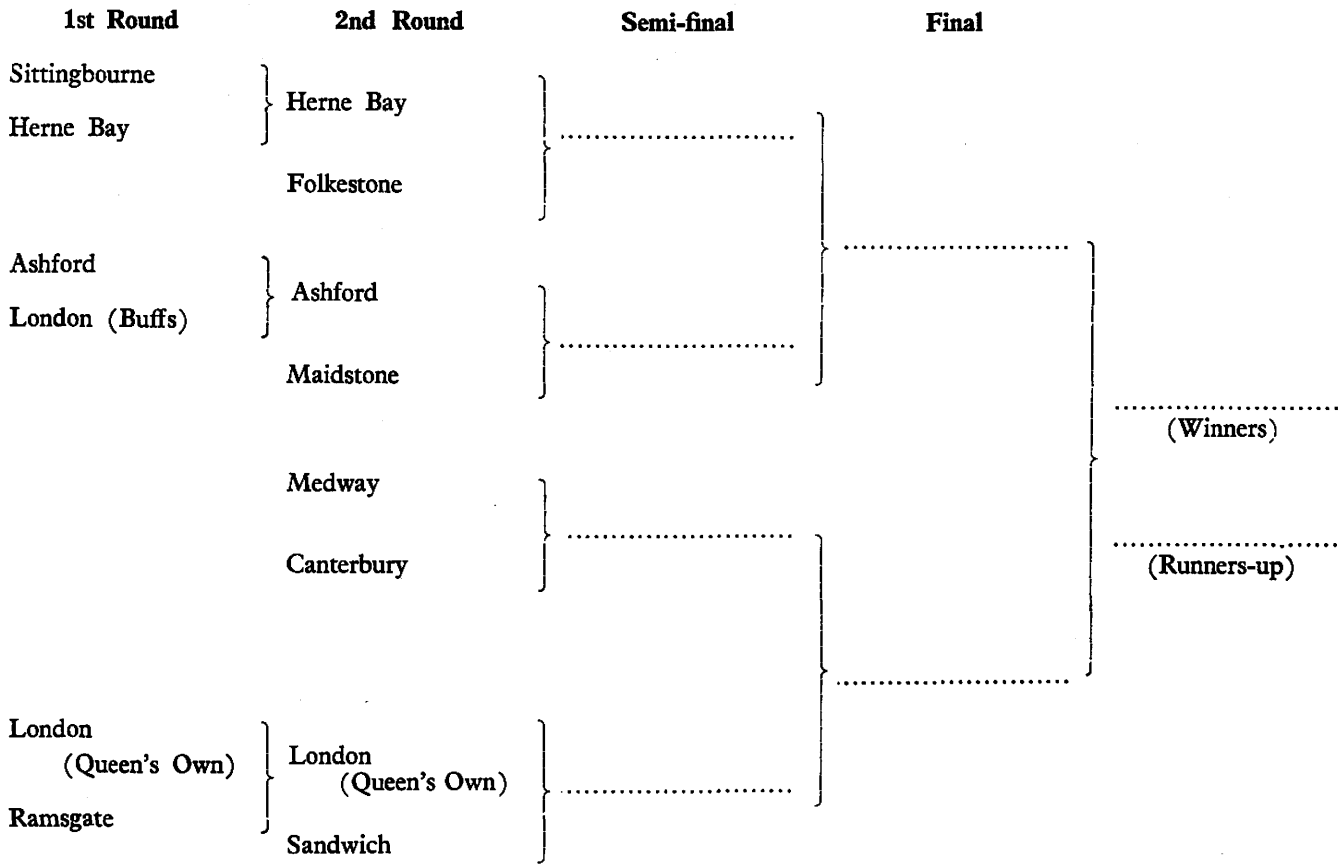 1st Round 2nd Round Semi-final Final
Sittingbourne
Herne Bay
Herne Bay
Folkestone
Ashford
Ashford
London (Buffs)
Maidstone
(Winners)
Medway
Canterbury
(Runners-up)
London
(Queen's Own)
London
(Queen's Own)
Ramsgate
Sandwich